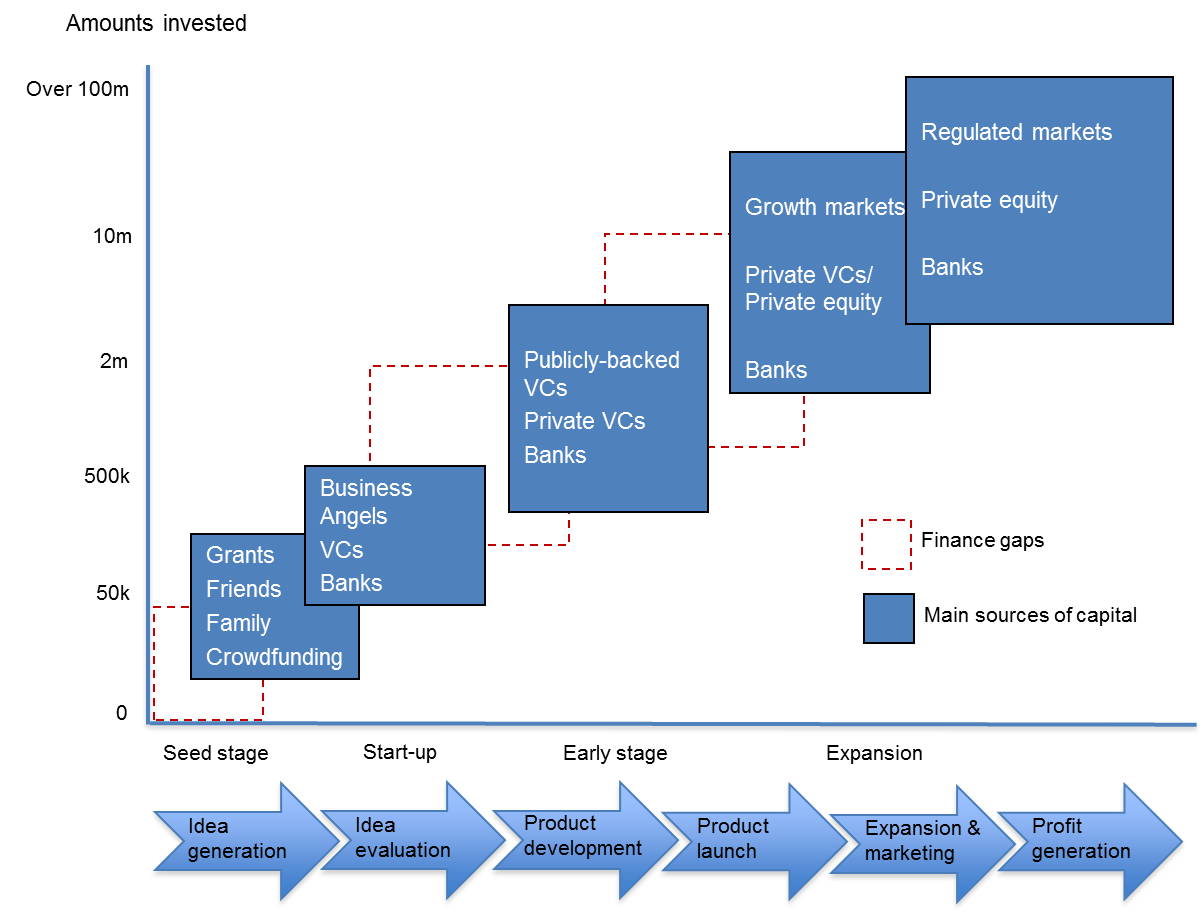 Amounts invested
Over 100m
10m
2m
500k
50k
0
Regulated markets
Private equity
Banks
Growth markets
Private VCs/
Private equity
Banks
Publicly-backed
VCs
Private VCs
Banks
Business
Angels
VCs
Banks
Grants
Friends
Family
Crowdfunding
Finance gaps
Main sources of capital
Seed stage
Start-up
Early stage
Expansion
Idea
generation
Idea
evaluation
Product
development
Product
launch
Expansion &
marketing
Profit
generation